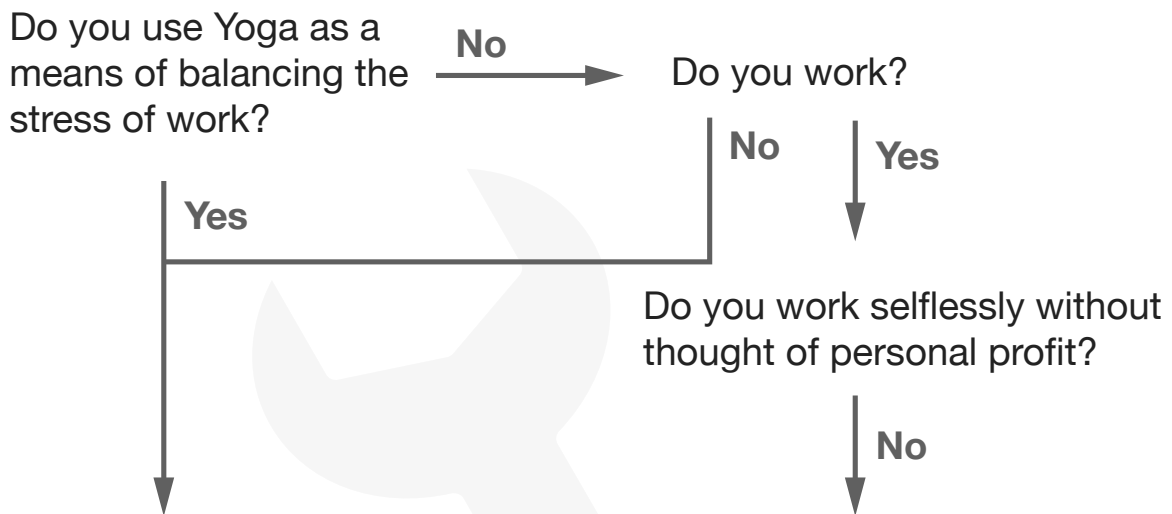 Do you use Yoga as a
means of balancing the
stress of work?
No
Do you work?
No
Yes
Yes
Do you work selflessly without
thought of personal profit?
No